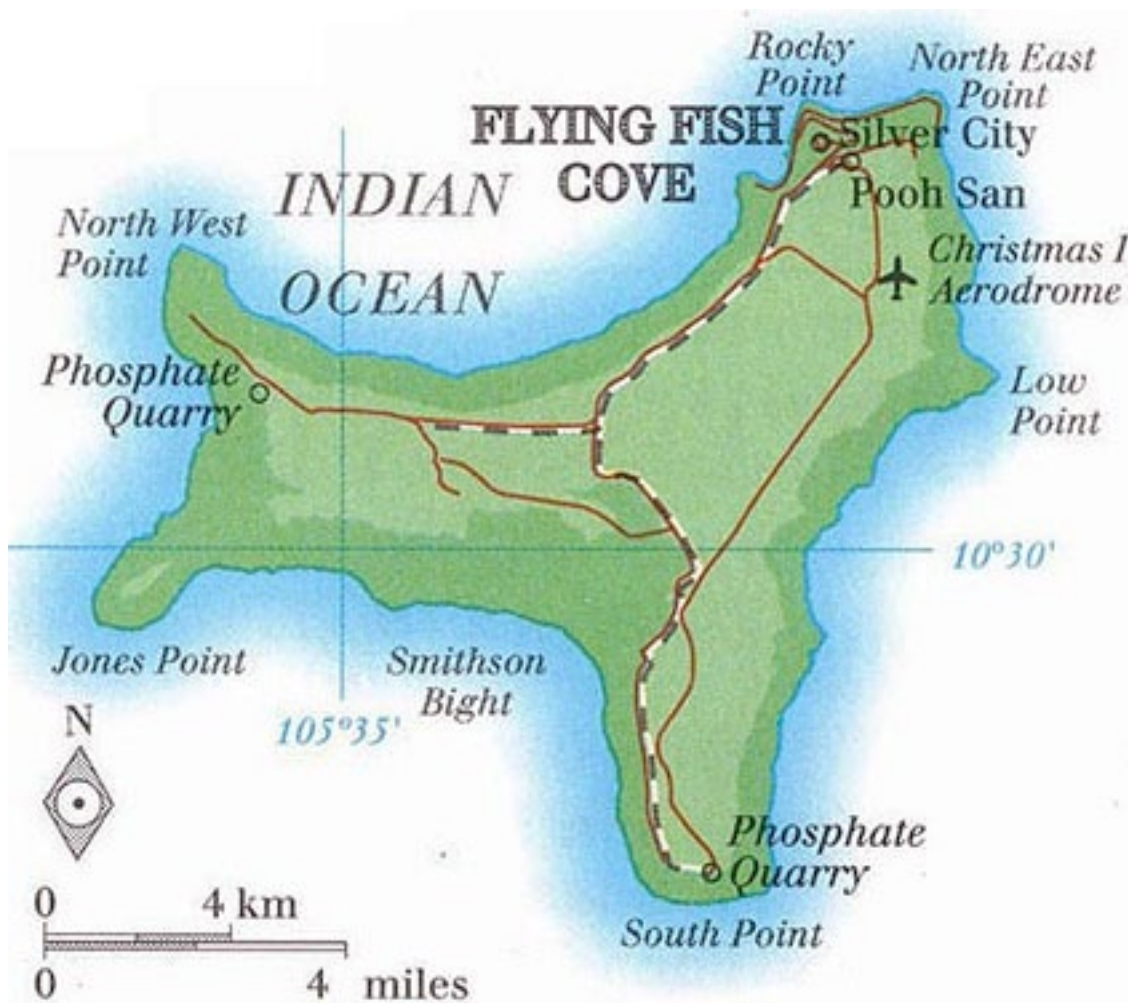 Rocky
Point
North East
Point
FLYING FISH
COVE
Silver City
Pooh San
INDIAN
OCEAN
North West
Point
Christmas I
Aerodrome
Phosphate
Quarry
Low
Point
10°30'
Jones Point
Smithson
Bight
105°35'
N
Phosphate
Quarry
South Point
0 4 km
0 4 miles